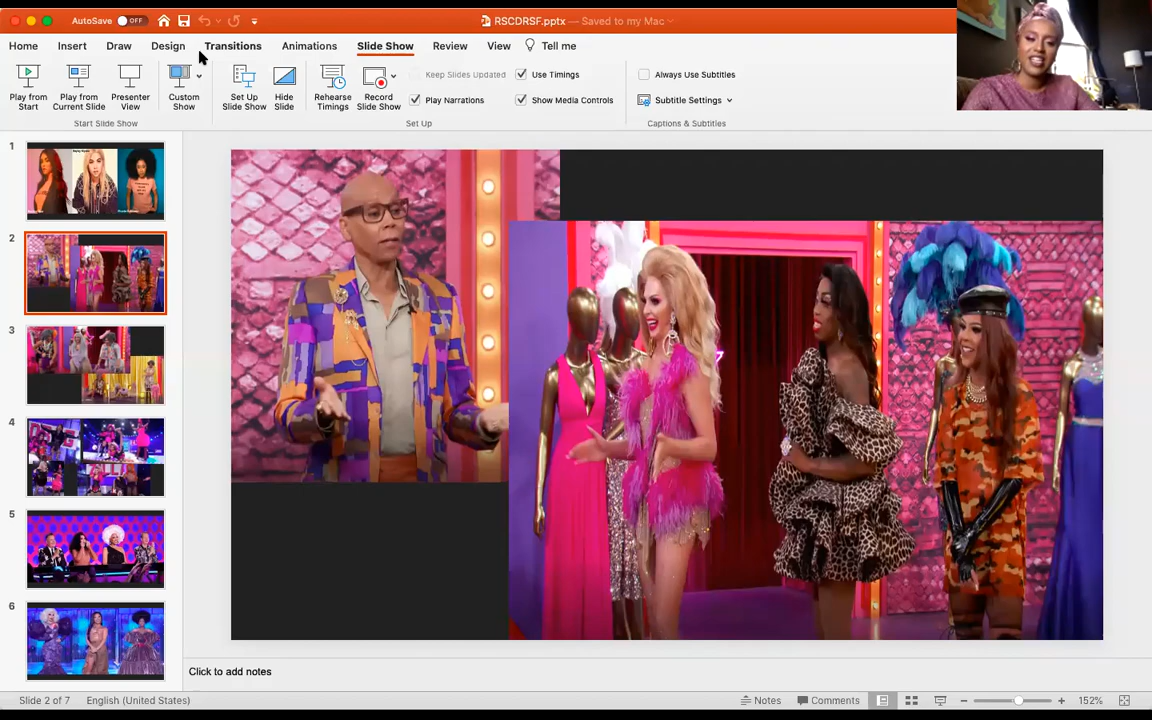 AutoSave OFF RSCDRSF.pptx — Saved to my Mac
Home Insert Draw Design Transitions Animations Slide Show Review View Tell me
Play from Start
Play from Current Slide
Presenter View
Custom Show
Set Up Slide Show
Hide Slide
Rehearse Timings
Record Slide Show
Keep Slides Updated
Play Narrations
Use Timings
Show Media Controls
Always Use Subtitles
Subtitle Settings
Start Slide Show
Set Up
Captions & Subtitles
1
2
3
4
5
6
Click to add notes
Slide 2 of 7 English (United States) Notes Comments 152%